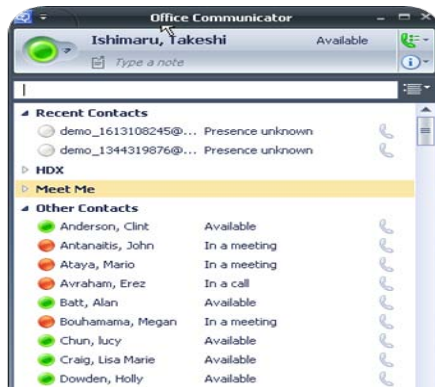 Office Communicator
Ishimaru, Takeshi Available
Type a note
Recent Contacts
demo_1613108245@... Presence unknown
demo_1344319876@... Presence unknown
HDX
Meet Me
Other Contacts
Anderson, Clint Available
Antanaitis, John In a meeting
Ataya, Mario In a meeting
Avraham, Erez In a call
Batt, Alan Available
Bouhamama, Megan In a meeting
Chun, lucy Available
Craig, Lisa Marie Available
Dowden, Holly Available